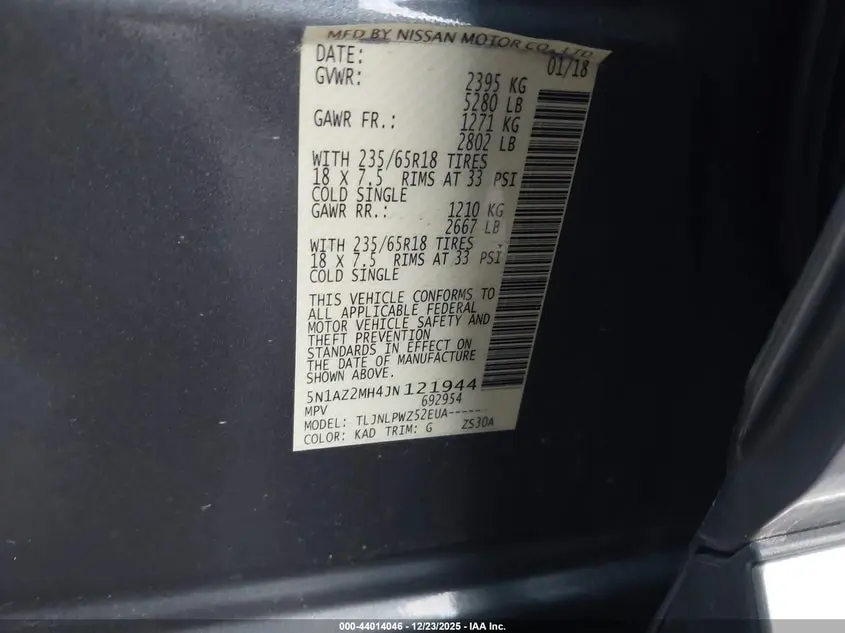 MFD BY NISSAN MOTOR CO., LTD
DATE: 01/18
GVWR: 2395 KG
5280 LB
GAWR FR.: 1271 KG
2802 LB
WITH 235/65R18 TIRES
18 X 7.5 RIMS AT 33 PSI
COLD SINGLE
GAWR RR.: 1210 KG
2667 LB
WITH 235/65R18 TIRES
18 X 7.5 RIMS AT 33 PSI
COLD SINGLE
THIS VEHICLE CONFORMS TO
ALL APPLICABLE FEDERAL
MOTOR VEHICLE SAFETY AND
THEFT PREVENTION
STANDARDS IN EFFECT ON
THE DATE OF MANUFACTURE
SHOWN ABOVE.
5N1AZ2MH4JN121944
MPV 692954
MODEL: TLJNLPWZ52EUA------
COLOR: KAD TRIM: G ZS30A
000-44014046 - 12/23/2025 - IAA Inc.